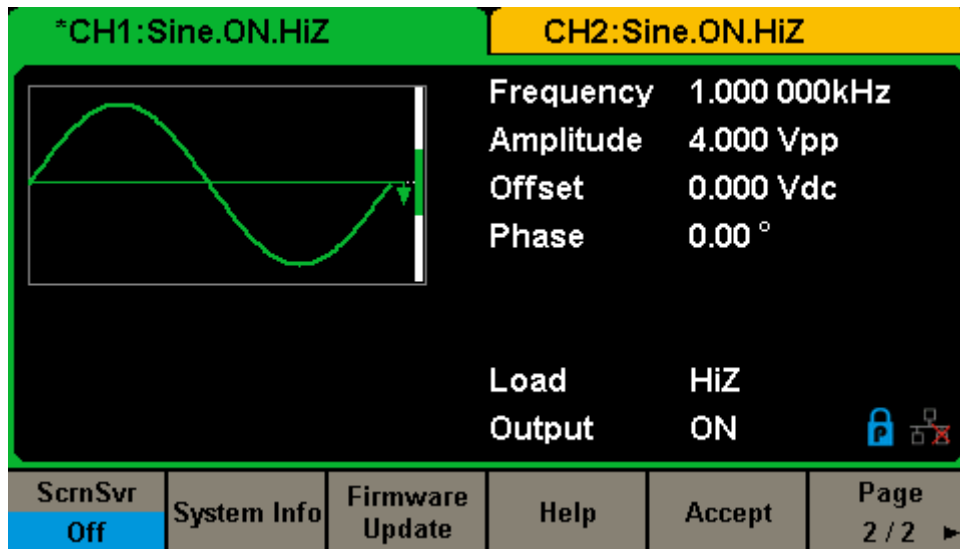 *CH1:Sine.ON.HiZ
CH2:Sine.ON.HiZ
Frequency 1.000 000kHz
Amplitude 4.000 Vpp
Offset 0.000 Vdc
Phase 0.00 °
Load HiZ
Output ON
P
ScrnSvr
Off
System Info
Firmware
Update
Help
Accept
Page
2 / 2 ►